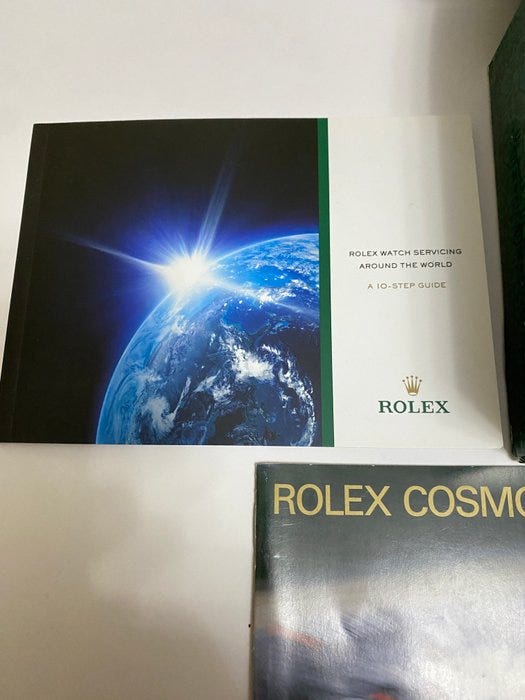 ROLEX WATCH SERVICING
AROUND THE WORLD
A 10-STEP GUIDE
ROLEX
ROLEX COSMO